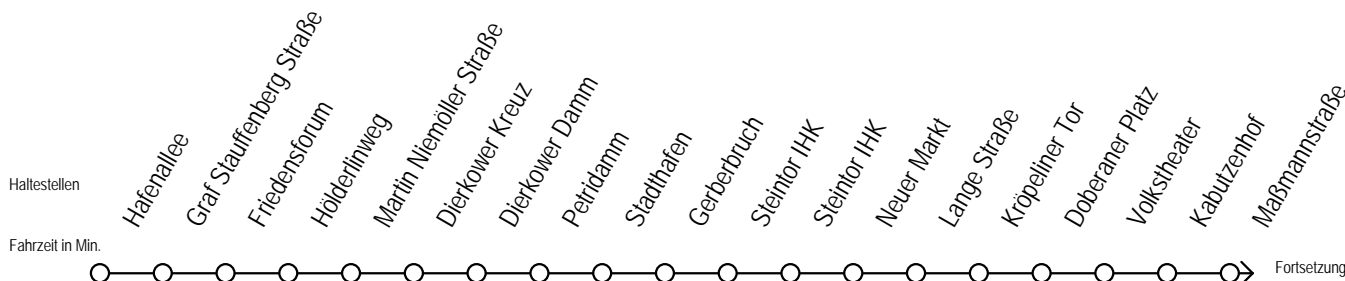 Haltestellen
Hafenallee
Graf Stauffenberg Straße
Friedensforum
Hölderlinweg
Martin Niemöller Straße
Dierkower Kreuz
Dierkower Damm
Petridamm
Stadthafen
Gerberbruch
Steintor IHK
Steintor IHK
Neuer Markt
Lange Straße
Kröpeliner Tor
Doberaner Platz
Volkstheater
Kabutzenhof
Maßmannstraße
Fahrzeit in Min.
Fortsetzung